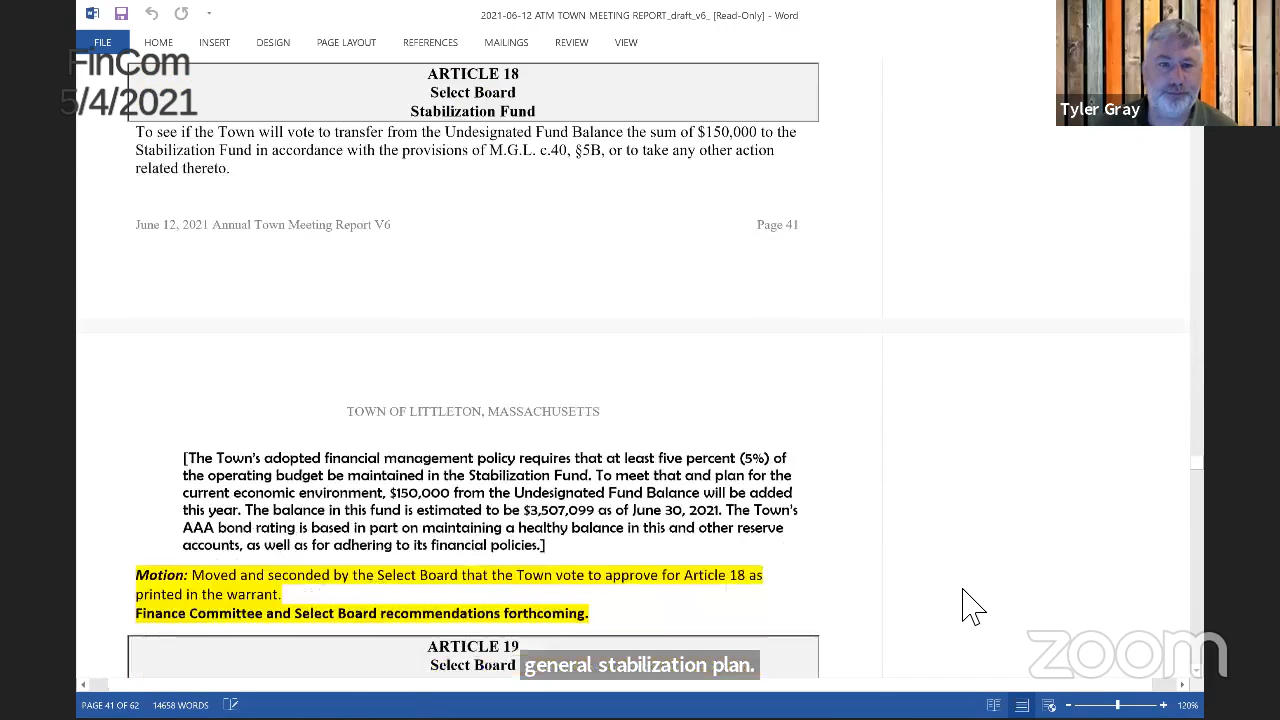 2021-06-12 ATM TOWN MEETING REPORT_draft_v6_ [Read-Only] - Word
FILE HOME INSERT DESIGN PAGE LAYOUT REFERENCES MAILINGS REVIEW VIEW
FinCom
5/4/2021
Tyler Gray
ARTICLE 18
Select Board
Stabilization Fund
To see if the Town will vote to transfer from the Undesignated Fund Balance the sum of $150,000 to the
Stabilization Fund in accordance with the provisions of M.G.L. c.40, §5B, or to take any other action
related thereto.
June 12, 2021 Annual Town Meeting Report V6 Page 41
TOWN OF LITTLETON, MASSACHUSETTS
[The Town's adopted financial management policy requires that at least five percent (5%) of
the operating budget be maintained in the Stabilization Fund. To meet that and plan for the
current economic environment, $150,000 from the Undesignated Fund Balance will be added
this year. The balance in this fund is estimated to be $3,507,099 as of June 30, 2021. The Town's
AAA bond rating is based in part on maintaining a healthy balance in this and other reserve
accounts, as well as for adhering to its financial policies.]
Motion: Moved and seconded by the Select Board that the Town vote to approve for Article 18 as
printed in the warrant.
Finance Committee and Select Board recommendations forthcoming.
ARTICLE 19
Select Board
general stabilization plan.
zoom
PAGE 41 OF 62 14658 WORDS 120%